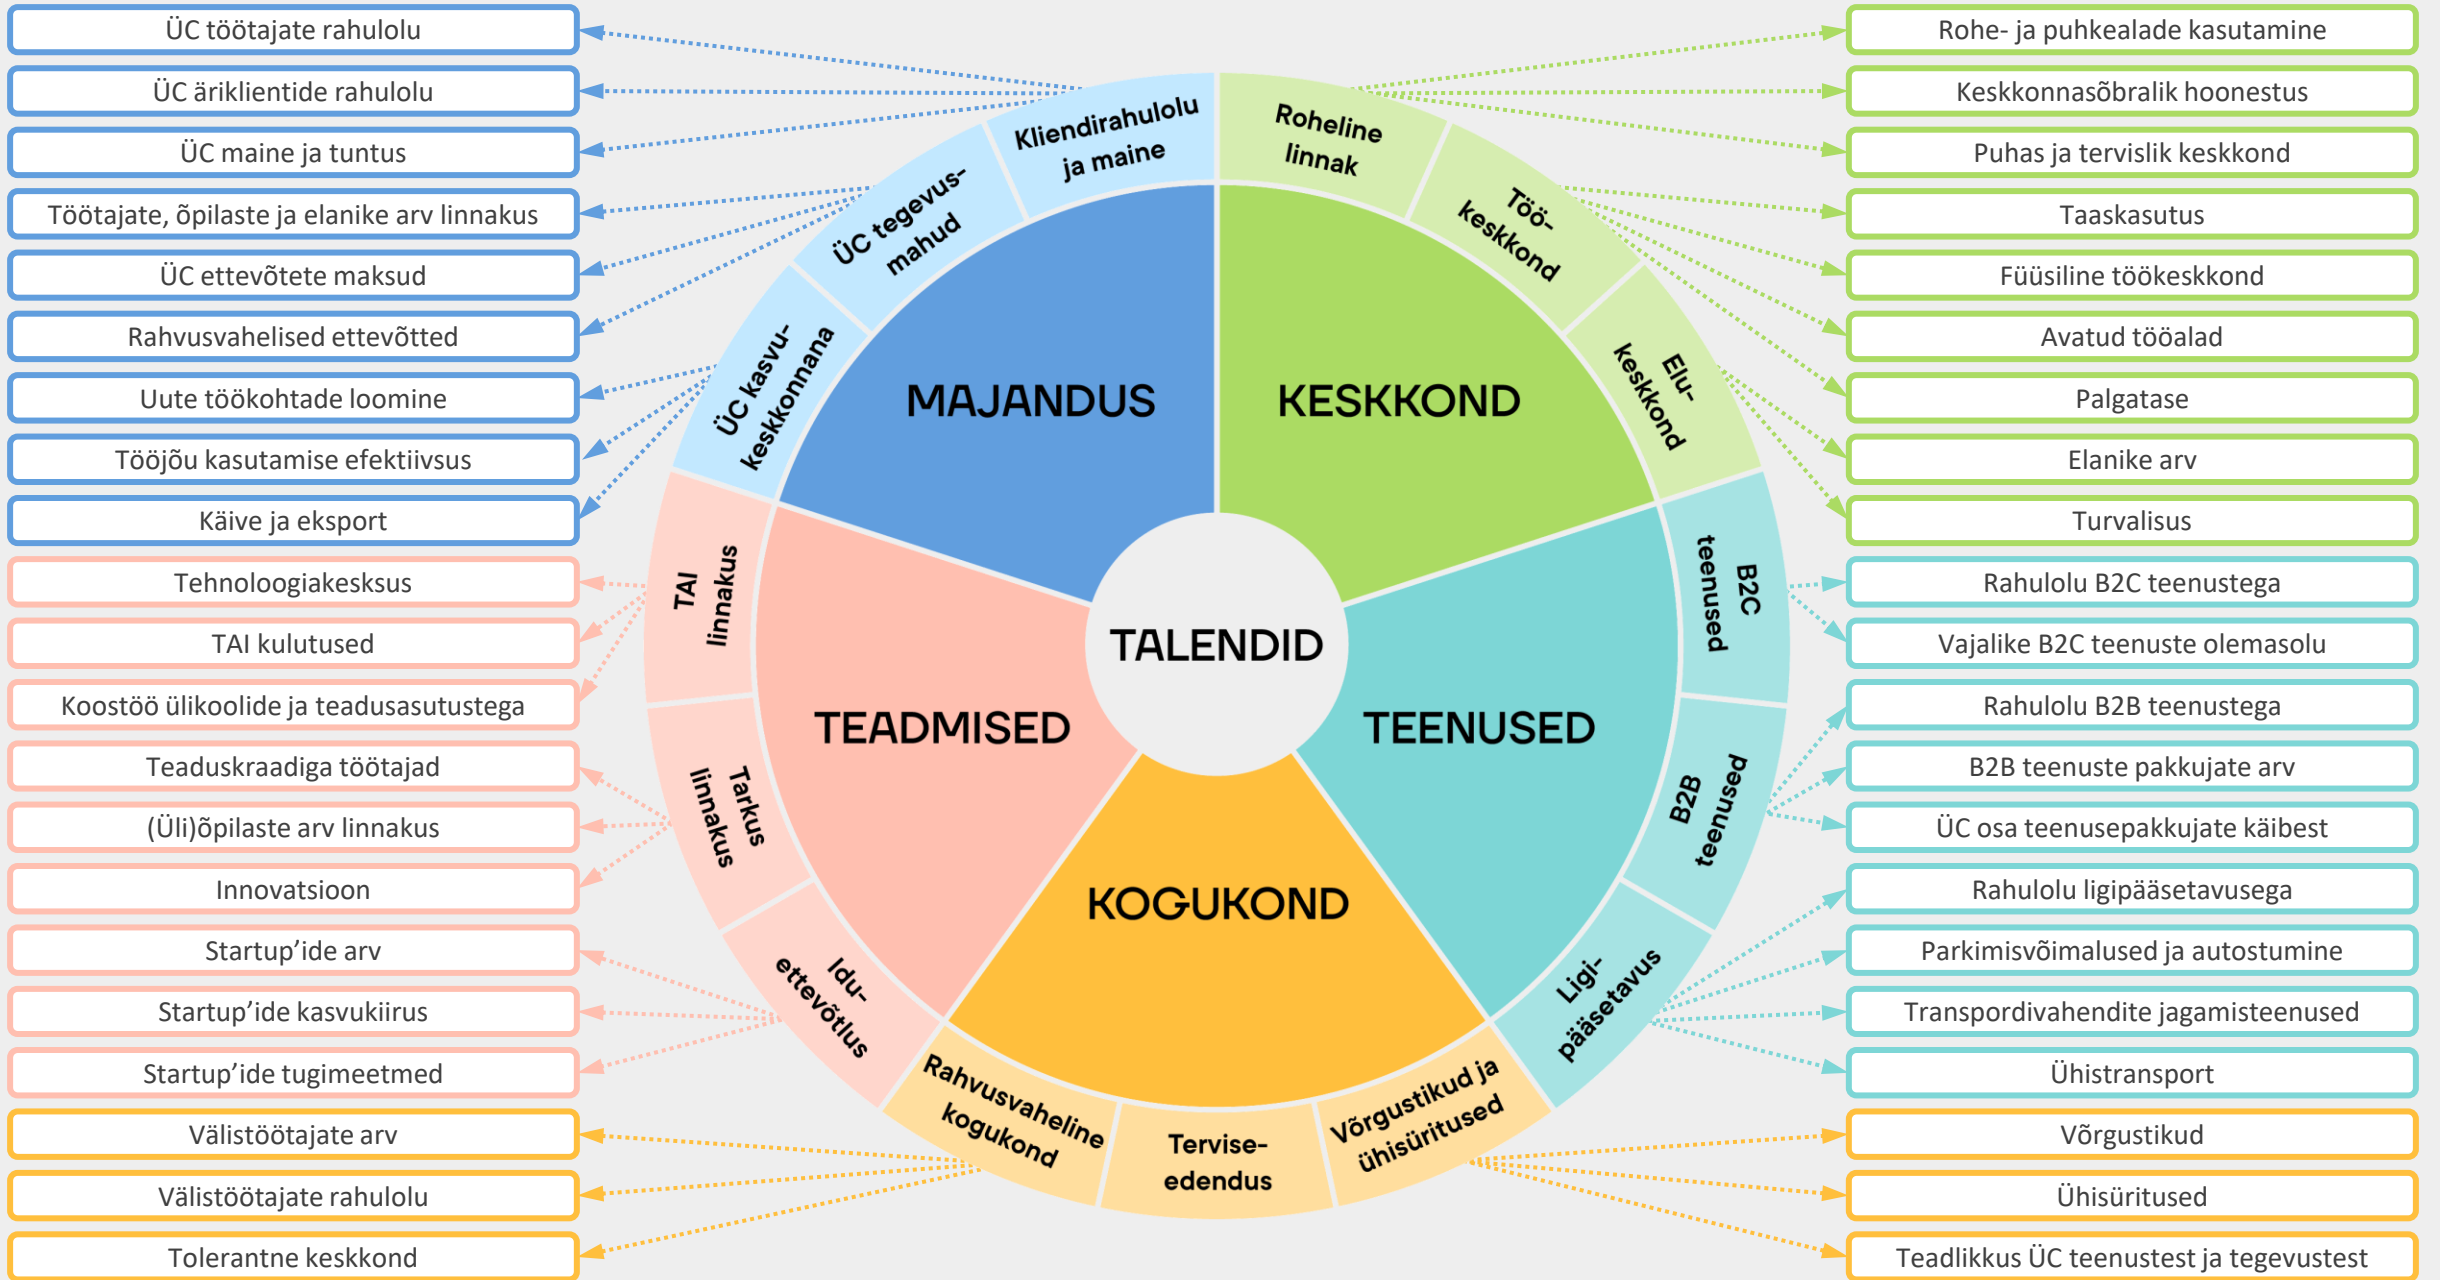 ÜC töötajate rahulolu
ÜC äriklientide rahulolu
ÜC maine ja tuntus
Töötajate, õpilaste ja elanike arv linnakus
ÜC ettevõtete maksud
Rahvusvahelised ettevõtted
Uute töökohtade loomine
Tööjõu kasutamise efektiivsus
Käive ja eksport
Tehnoloogiakesksus
TAI kulutused
Koostöö ülikoolide ja teadusasutustega
Teaduskraadiga töötajad
(Üli)õpilaste arv linnakus
Innovatsioon
Startup’ide arv
Startup’ide kasvukiirus
Startup’ide tugimeetmed
Välistöötajate arv
Välistöötajate rahulolu
Tolerantne keskkond
Kliendirahulolu
ja maine
ÜC tegevus-
mahud
ÜC kasvu-
keskkonnana
TAI
linnakus
Tarkus
linnakus
Idu-
ettevõtlus
Rahvusvaheline
kogukond
Tervise-
edendus
Võrgustikud ja
ühisüritused
Ligi-
pääsetavus
B2B
teenused
B2C
teenused
Elu-
keskkond
Töö-
keskkond
Roheline
linnak
MAJANDUS
KESKKOND
TALENDID
TEADMISED
TEENUSED
KOGUKOND
Rohe- ja puhkealade kasutamine
Keskkonnasõbralik hoonestus
Puhas ja tervislik keskkond
Taaskasutus
Füüsiline töökeskkond
Avatud tööalad
Palgatase
Elanike arv
Turvalisus
Rahulolu B2C teenustega
Vajalike B2C teenuste olemasolu
Rahulolu B2B teenustega
B2B teenuste pakkujate arv
ÜC osa teenusepakkujate käibest
Rahulolu ligipääsetavusega
Parkimisvõimalused ja autostumine
Transpordivahendite jagamisteenused
Ühistransport
Võrgustikud
Ühisüritused
Teadlikkus ÜC teenustest ja tegevustest